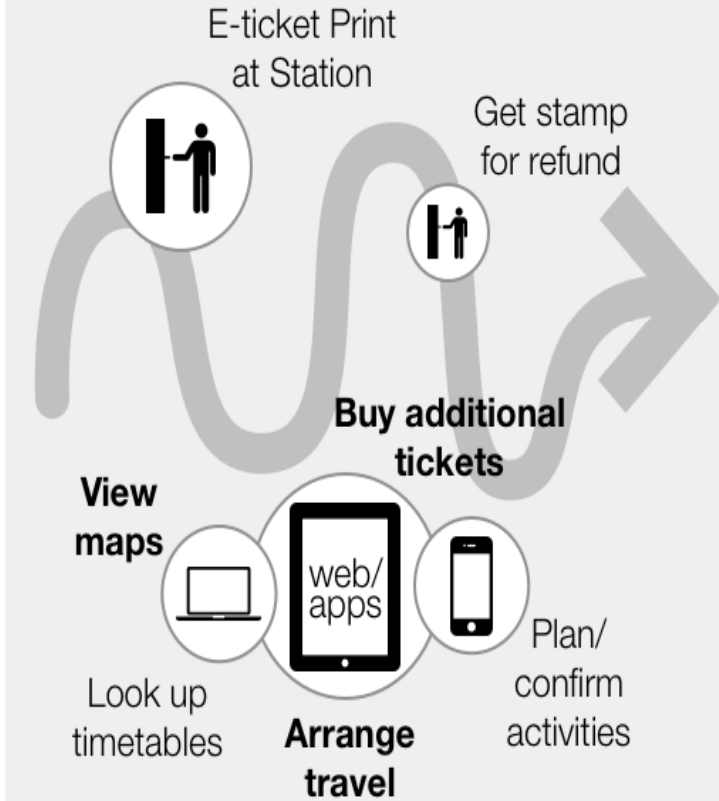 E-ticket Print
at Station
Get stamp
for refund
Buy additional
tickets
View
maps
web/
apps
Plan/
confirm
activities
Look up
timetables
Arrange
travel